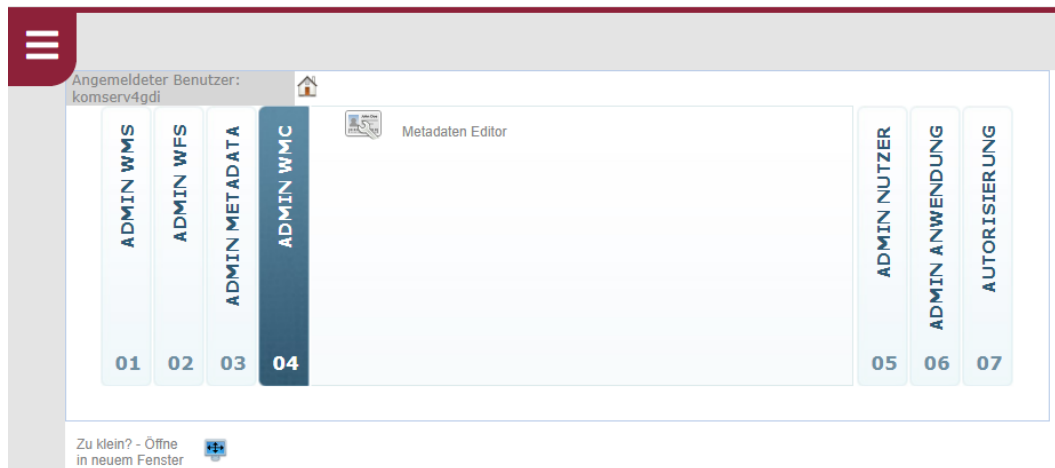 Angemeldeter Benutzer:
komserv4gdi
ADMIN WMS
01
ADMIN WFS
02
ADMIN METADATA
03
ADMIN WMC
04
Metadaten Editor
ADMIN NUTZER
05
ADMIN ANWENDUNG
06
AUTORISIERUNG
07
Zu klein? - Öffne
in neuem Fenster